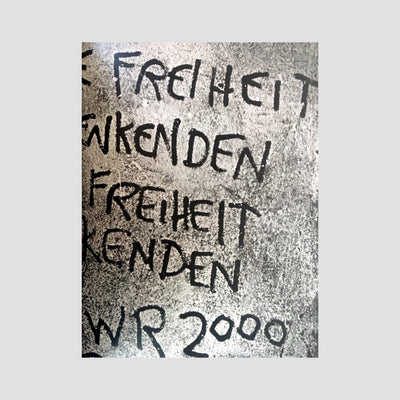 E FREIHEIT
ENKENDEN
FREIHEIT
KENDEN
WR 2000